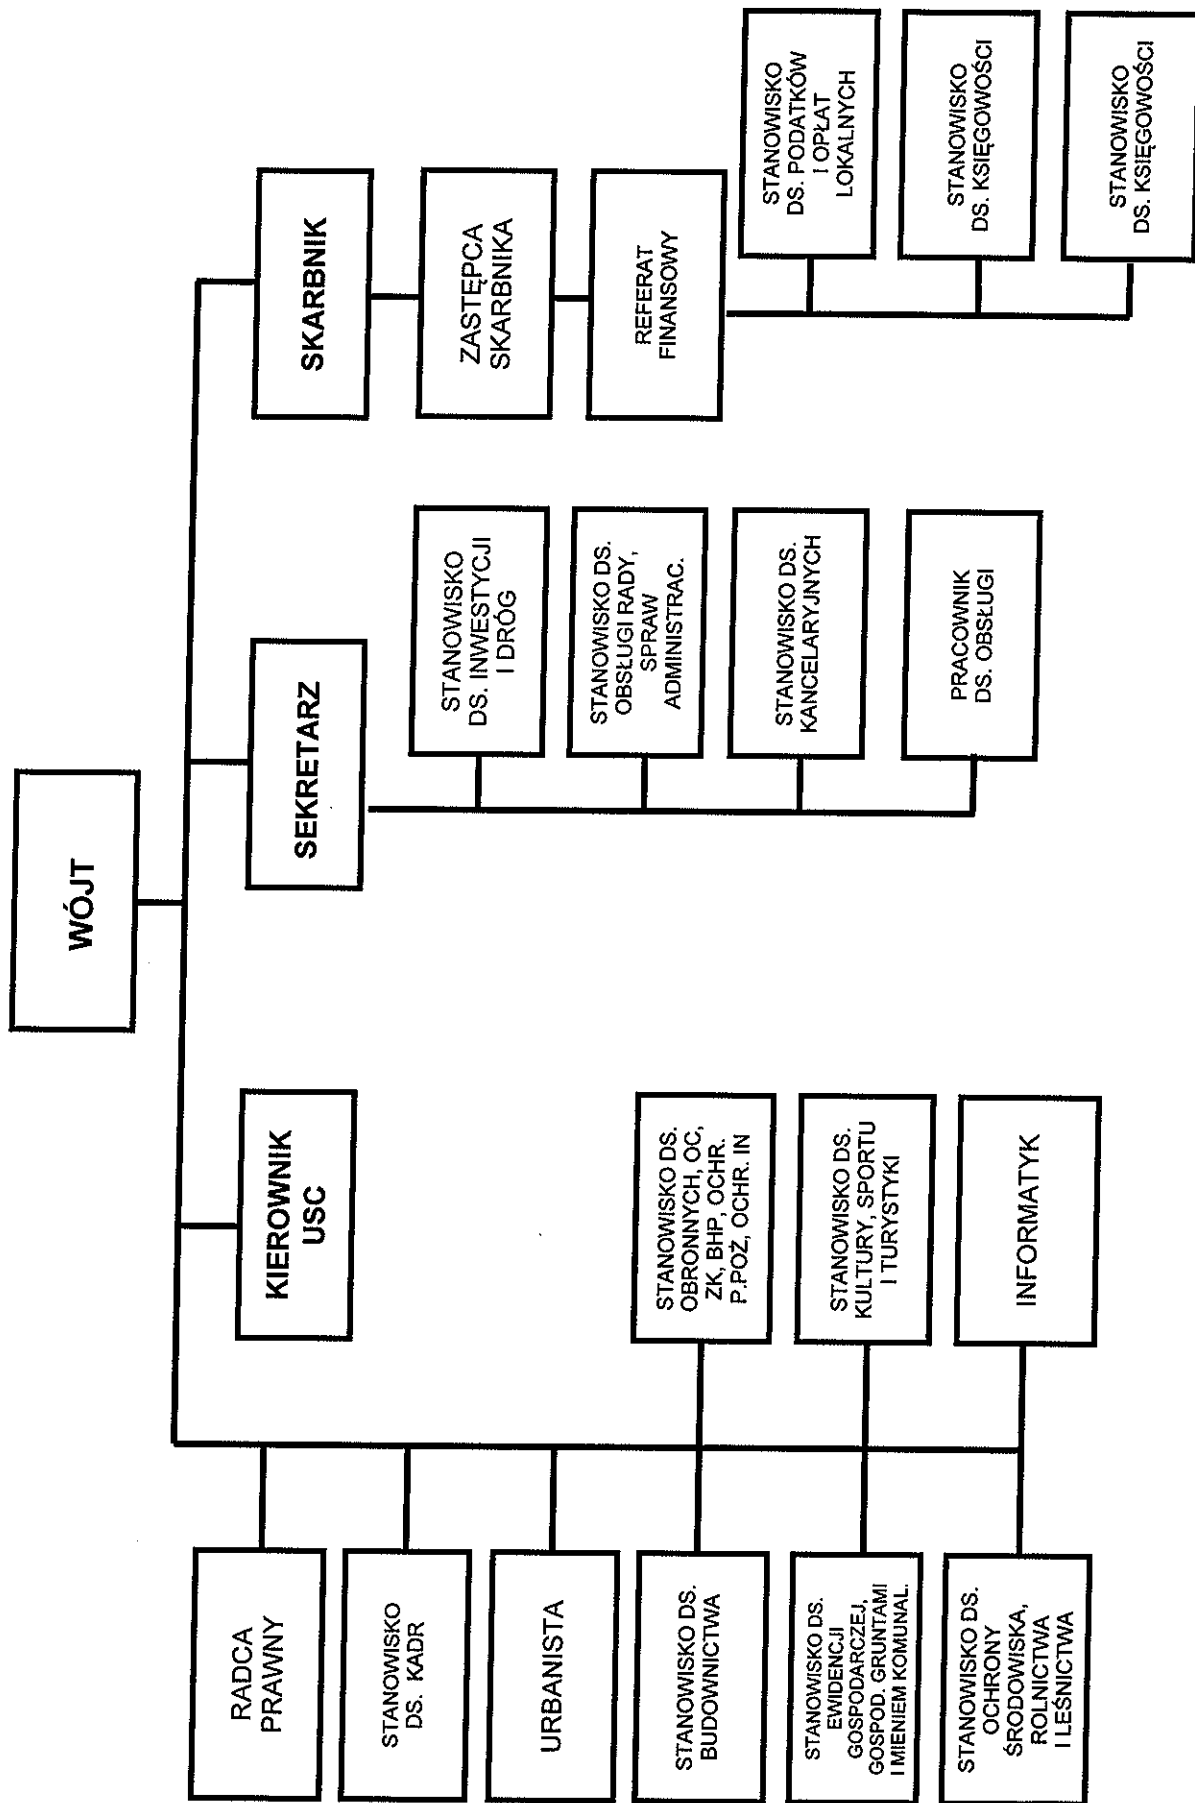 WÓJT
KIEROWNIK
USC
SEKRETARZ
SKARBNIK
RADCA
PRAWNY
STANOWISKO
DS. KADR
URBANISTA
STANOWISKO DS.
BUDOWNICTWA
STANOWISKO DS.
EWIDENCJI
GOSPODARCZEJ,
GOSPOD. GRUNTAMI
I MIENIEM KOMUNAL.
STANOWISKO DS.
OCHRONY
ŚRODOWISKA,
ROLNICTWA
I LEŚNICTWA
STANOWISKO DS.
OBRONNYCH, OC,
ZK, BHP, OCHR.
P.POŻ, OCHR. IN
STANOWISKO DS.
KULTURY, SPORTU
I TURYSTYKI
INFORMATYK
STANOWISKO
DS. INWESTYCJI
I DRÓG
STANOWISKO DS.
OBSŁUGI RADY,
SPRAW
ADMINISTRAC.
STANOWISKO DS.
KANCELARYJNYCH
PRACOWNIK
DS. OBSŁUGI
ZASTĘPCA
SKARBNIKA
REFERAT
FINANSOWY
STANOWISKO
DS. PODATKÓW
I OPŁAT
LOKALNYCH
STANOWISKO
DS. KSIĘGOWOŚCI
STANOWISKO
DS. KSIĘGOWOŚCI